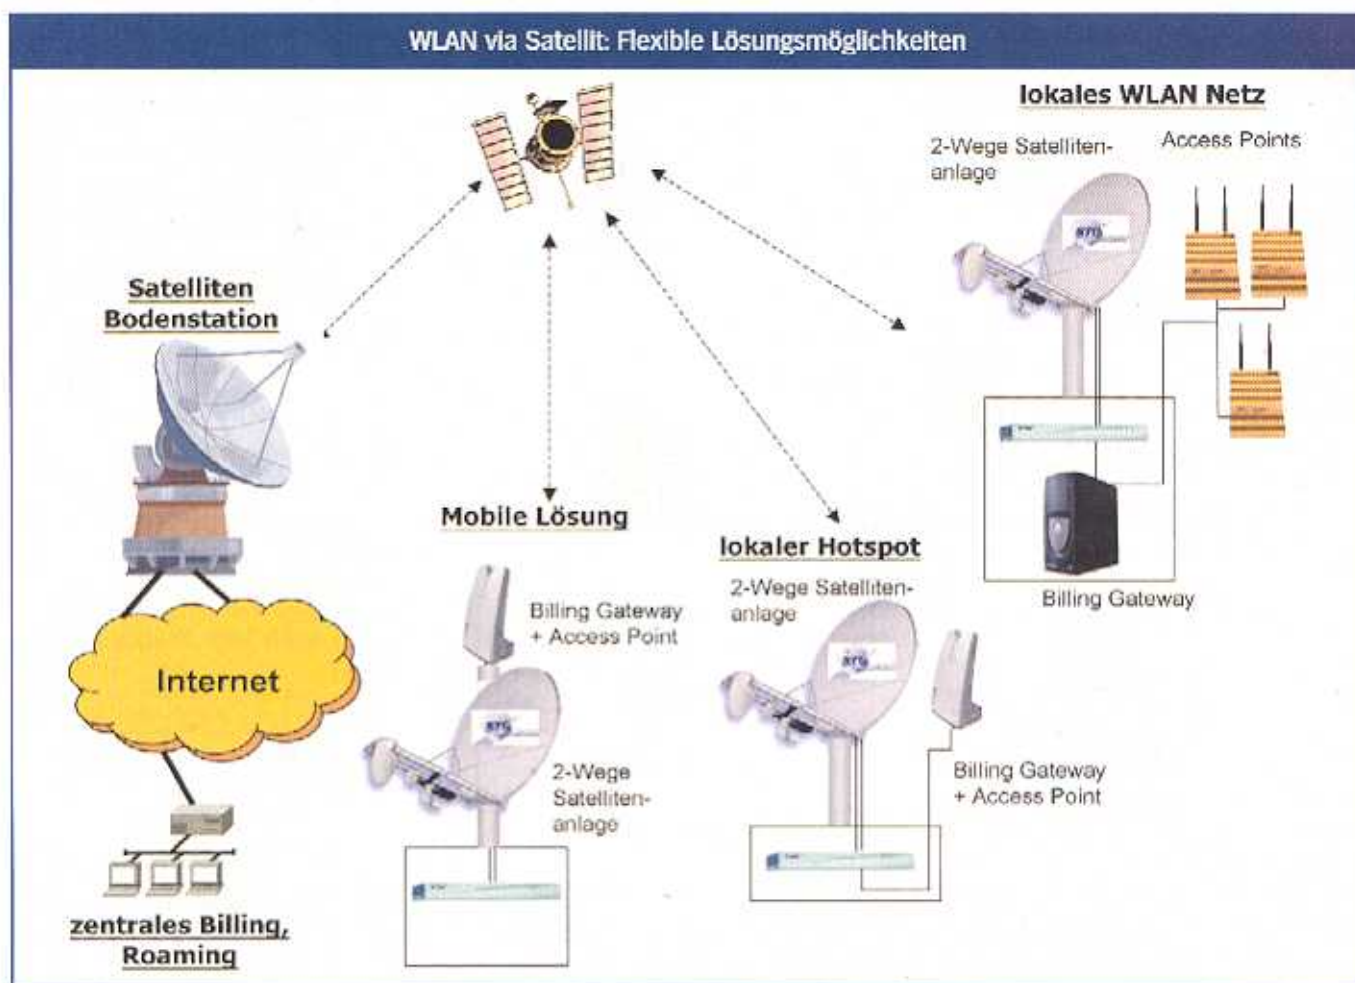 WLAN via Satellit: Flexible Lösungsmöglichkeiten
lokales WLAN Netz
2-Wege Satelliten-
anlage
Access Points
Satelliten
Bodenstation
Mobile Lösung
lokaler Hotspot
Billing Gateway
2-Wege Satelliten-
anlage
Billing Gateway
+ Access Point
Internet
2-Wege
Satelliten-
anlage
Billing Gateway
+ Access Point
zentrales Billing,
Roaming